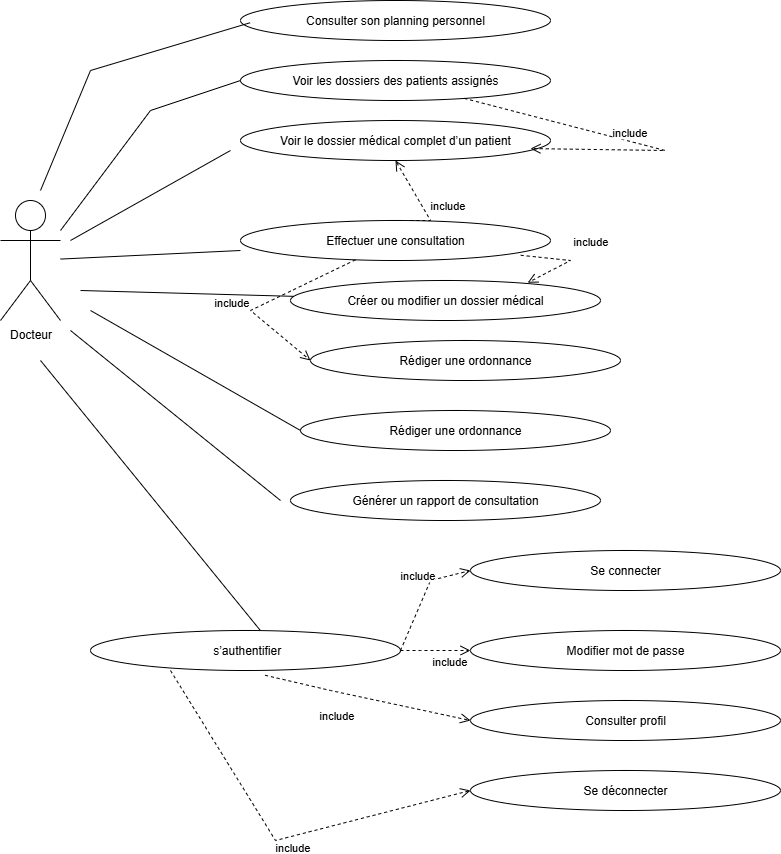 Consulter son planning personnel
Voir les dossiers des patients assignés
include
Voir le dossier médical complet d'un patient
include
Effectuer une consultation
include
include
Créer ou modifier un dossier médical
Docteur
Rédiger une ordonnance
Rédiger une ordonnance
Générer un rapport de consultation
include
Se connecter
s'authentifier
Modifier mot de passe
include
include
Consulter profil
Se déconnecter
include